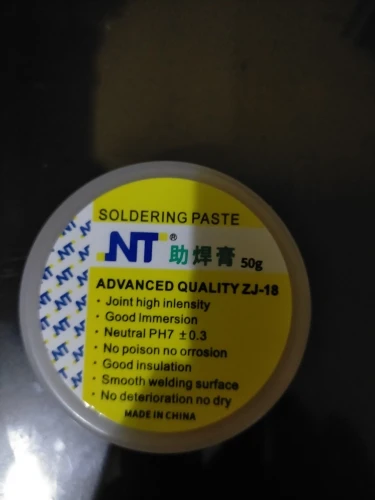 SOLDERING PASTE
NT® 助焊膏 50g
ADVANCED QUALITY ZJ-18
· Joint high inlensity
· Good Immersion
· Neutral PH7 ±0.3
· No poison no orrosion
· Good insulation
· Smooth welding surface
· No deterioration no dry
MADE IN CHINA